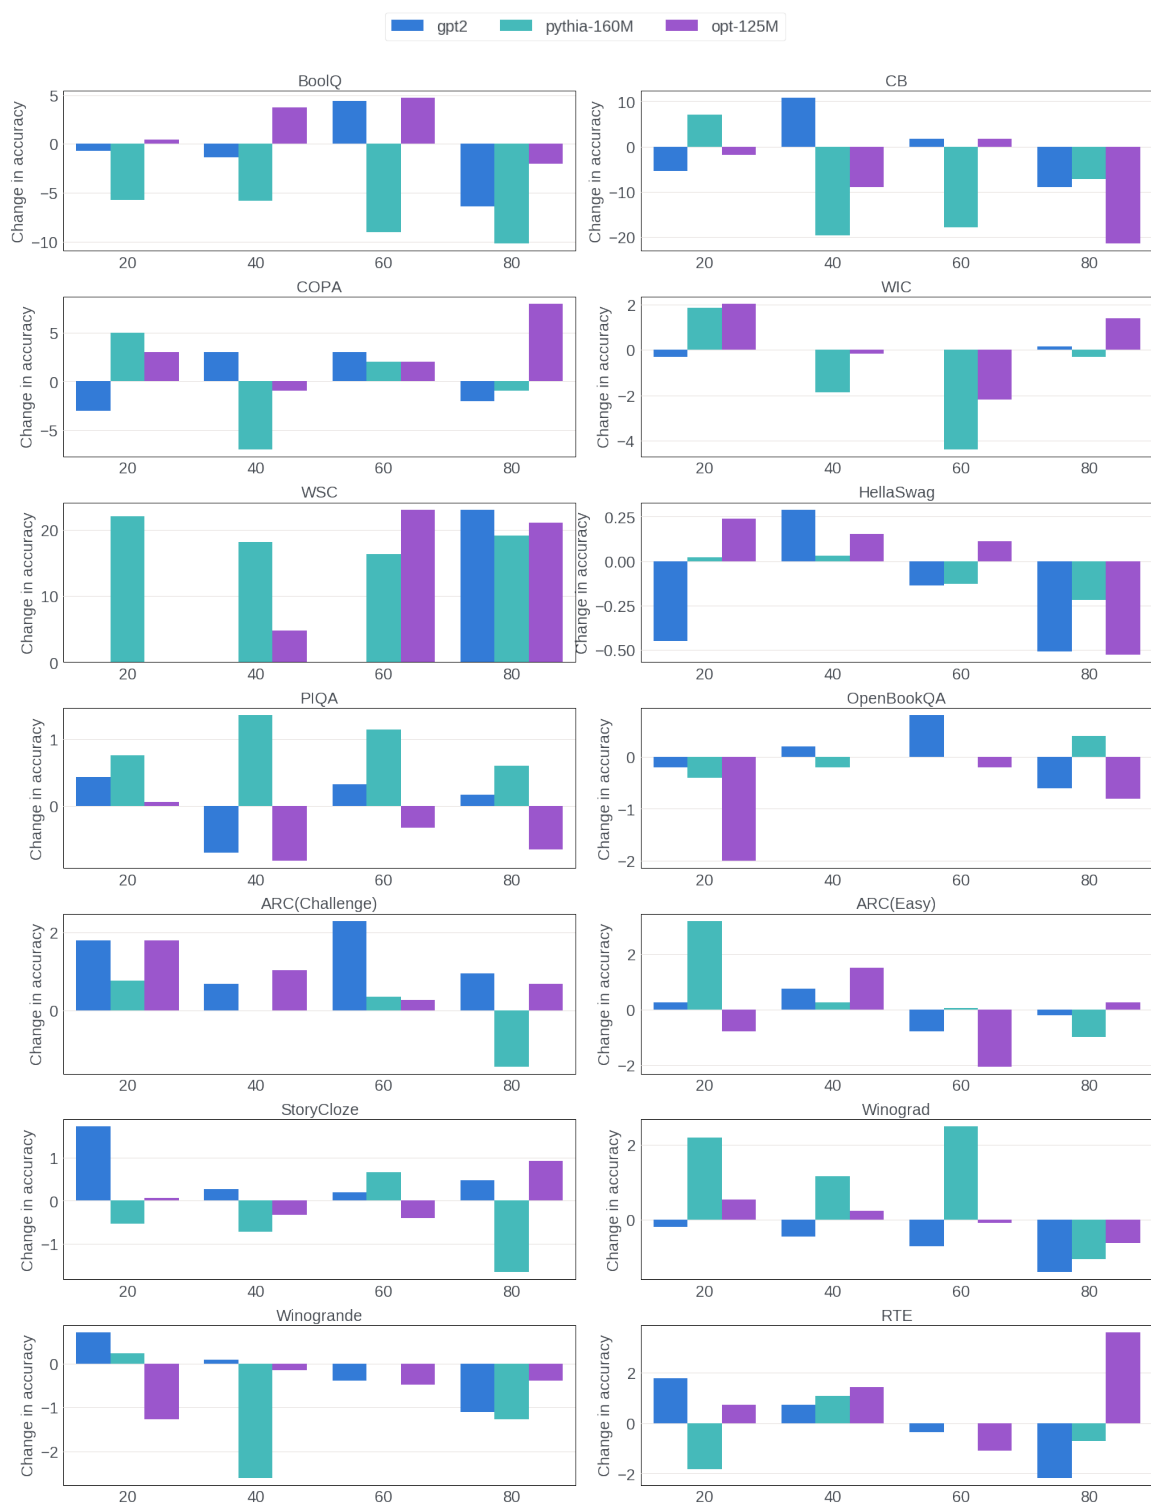 gpt2 pythia-160M opt-125M
BoolQ
Change in accuracy
5
0
−5
−10
20 40 60 80
CB
Change in accuracy
10
0
−10
−20
20 40 60 80
COPA
Change in accuracy
5
0
−5
20 40 60 80
WIC
Change in accuracy
2
0
−2
−4
20 40 60 80
WSC
Change in accuracy
20
10
0
20 40 60 80
HellaSwag
Change in accuracy
0.25
0.00
−0.25
−0.50
20 40 60 80
PIQA
Change in accuracy
1
0
20 40 60 80
OpenBookQA
Change in accuracy
0
−1
−2
20 40 60 80
ARC(Challenge)
Change in accuracy
2
0
20 40 60 80
ARC(Easy)
Change in accuracy
2
0
−2
20 40 60 80
StoryCloze
Change in accuracy
1
0
−1
20 40 60 80
Winograd
Change in accuracy
2
0
20 40 60 80
Winogrande
Change in accuracy
0
−1
−2
20 40 60 80
RTE
Change in accuracy
2
0
−2
20 40 60 80